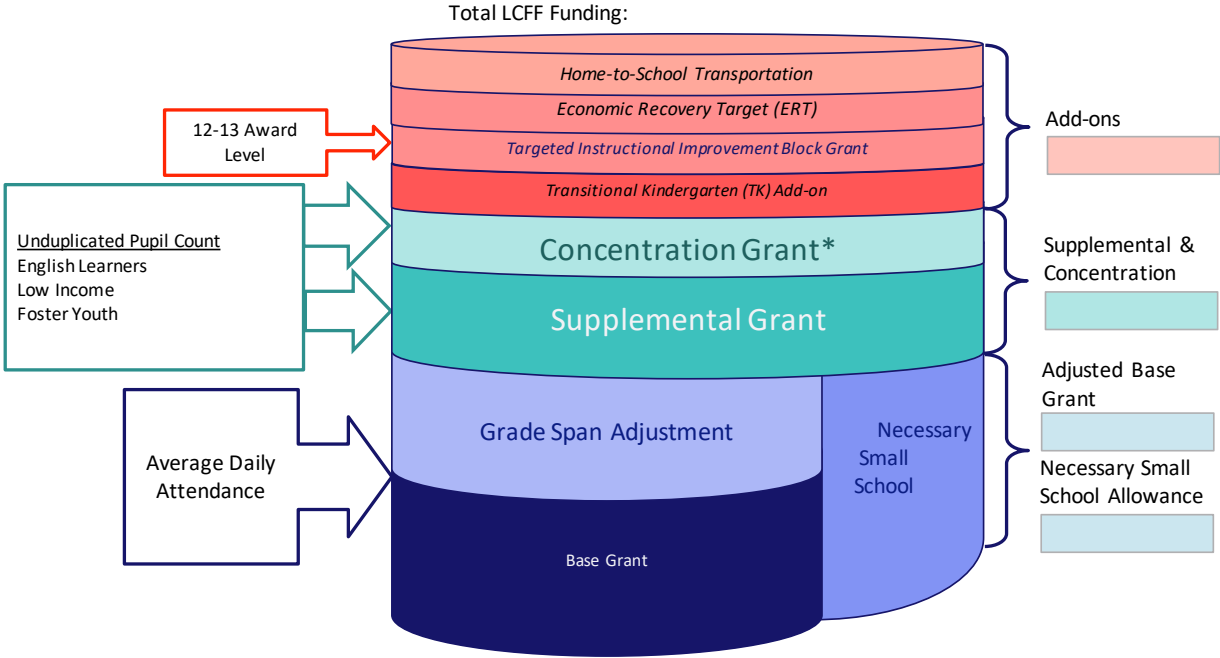 Total LCFF Funding:
Home-to-School Transportation
Economic Recovery Target (ERT)
Targeted Instructional Improvement Block Grant
Transitional Kindergarten (TK) Add-on
Concentration Grant*
Supplemental Grant
Grade Span Adjustment
Base Grant
Necessary
Small
School
12-13 Award
Level
Unduplicated Pupil Count
English Learners
Low Income
Foster Youth
Average Daily
Attendance
Add-ons
Supplemental &
Concentration
Adjusted Base
Grant
Necessary Small
School Allowance